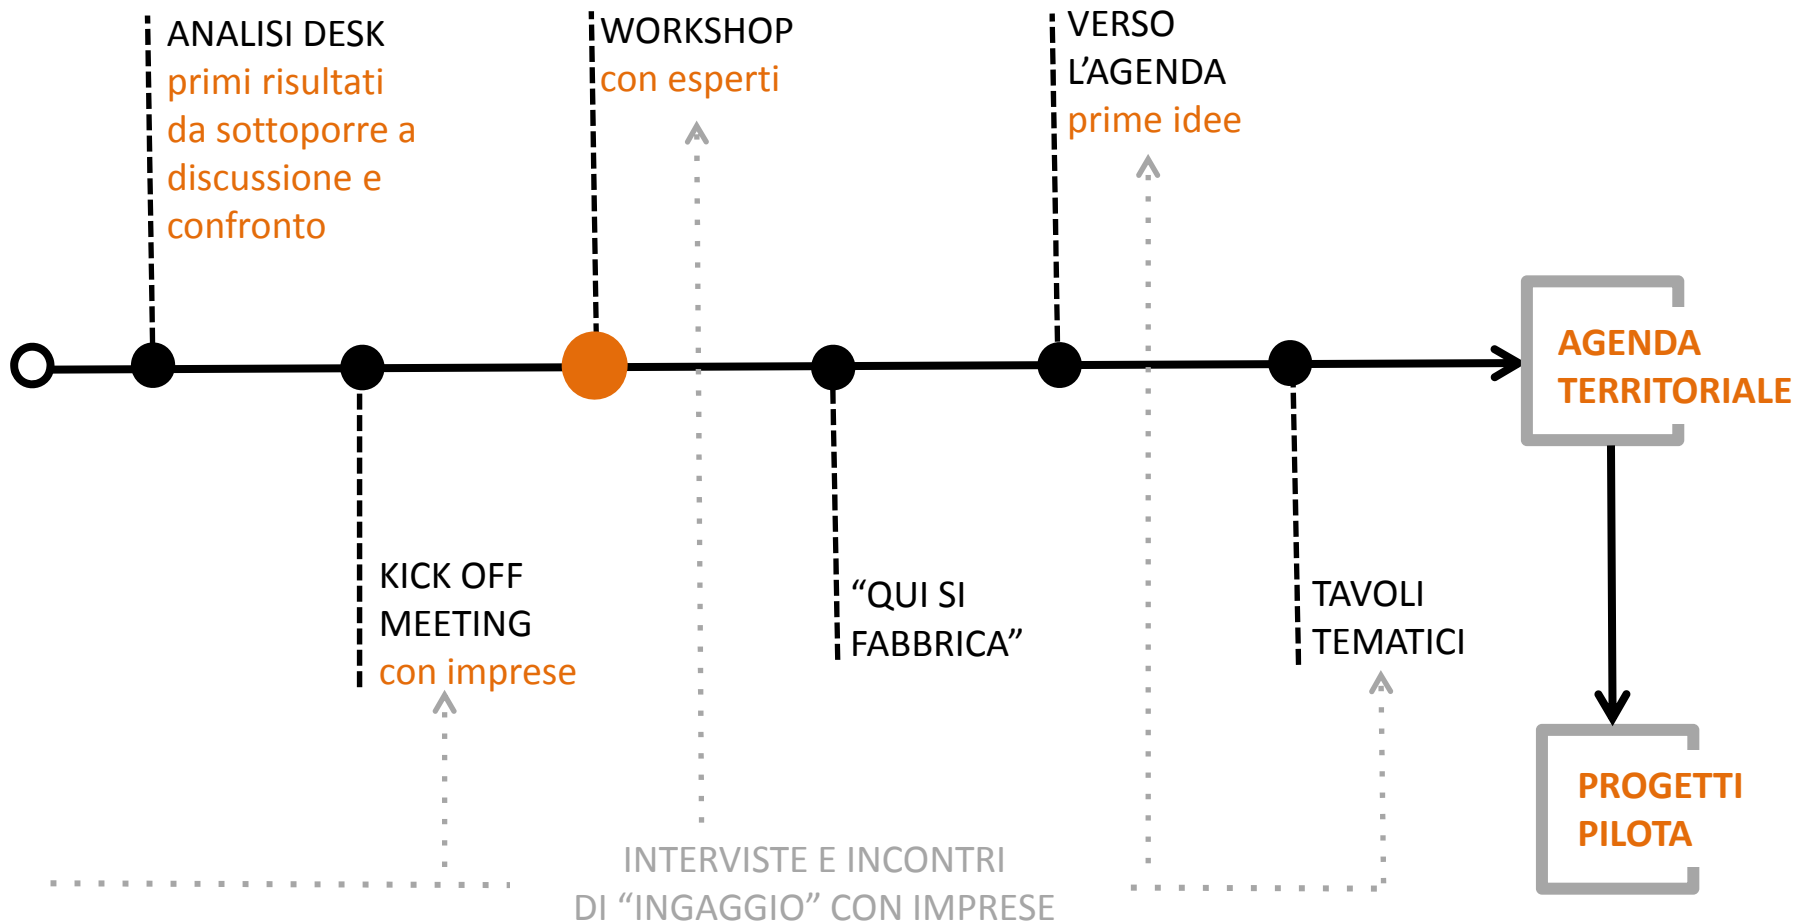 ANALISI DESK
primi risultati
da sottoporre a
discussione e
confronto
WORKSHOP
con esperti
VERSO
L’AGENDA
prime idee
AGENDA
TERRITORIALE
KICK OFF
MEETING
con imprese
“QUI SI
FABBRICA”
TAVOLI
TEMATICI
PROGETTI
PILOTA
INTERVISTE E INCONTRI
DI “INGAGGIO” CON IMPRESE